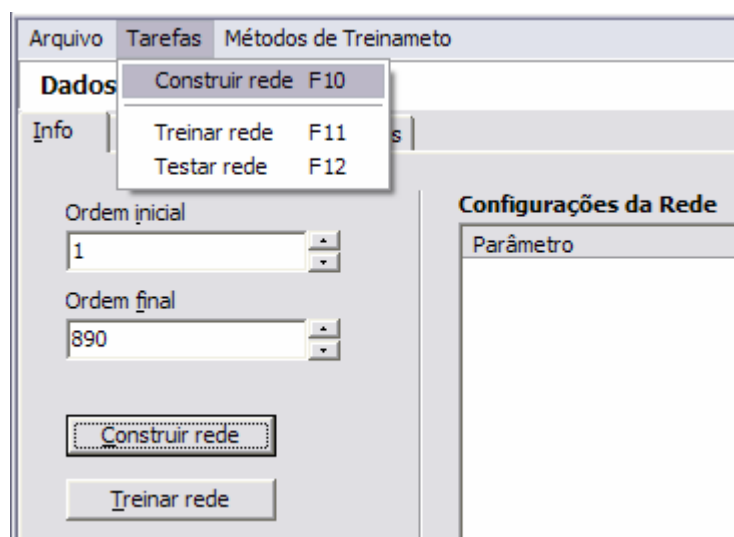 Arquivo Tarefas Métodos de Treinameto
Dados
Construir rede F10
Treinar rede F11
Testar rede F12
Info
s
Ordem inicial
1
Ordem final
890
Construir rede
Treinar rede
Configurações da Rede
Parâmetro